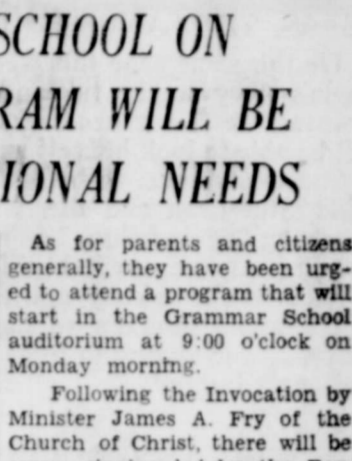 SCHOOL ON
RAM WILL BE
IONAL NEEDS
As for parents and citizens
generally, they have been urg-
ed to attend a program that will
start in the Grammar School
auditorium at 9:00 o'clock on
Monday morning.
Following the Invocation by
Minister James A. Fry of the
Church of Christ, there will be